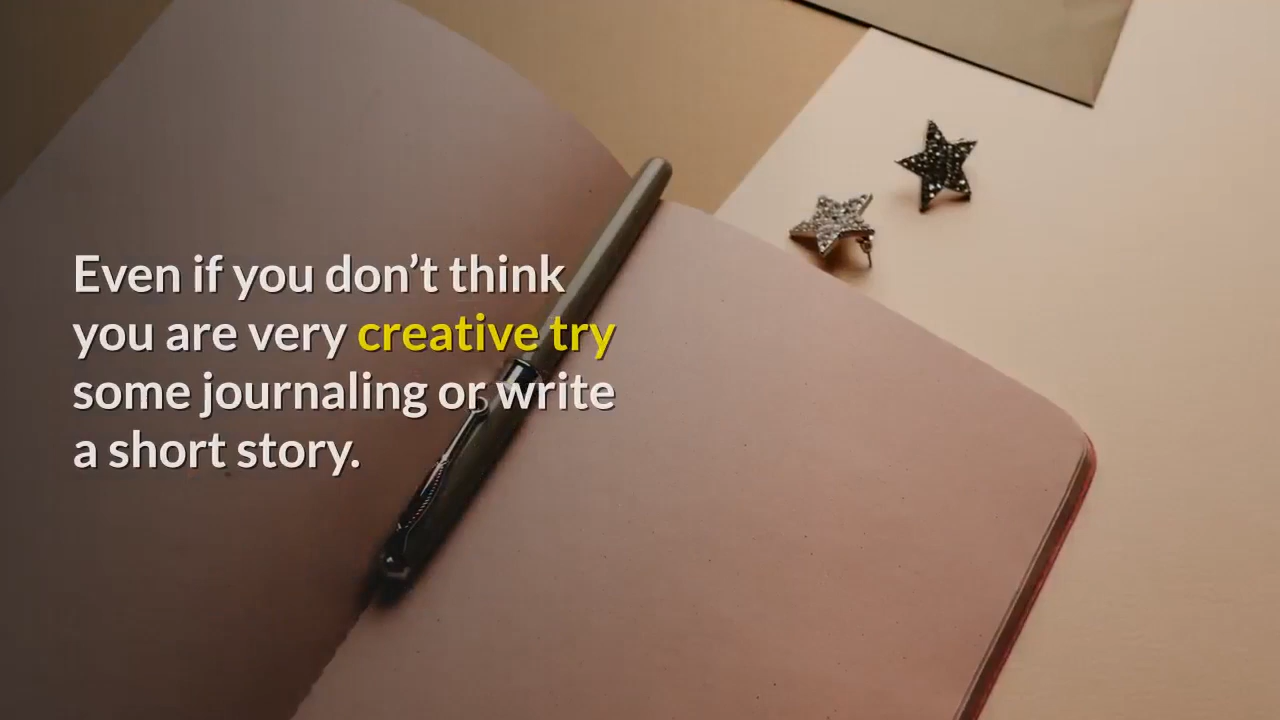 Even if you don’t think
you are very creative try
some journaling or write
a short story.